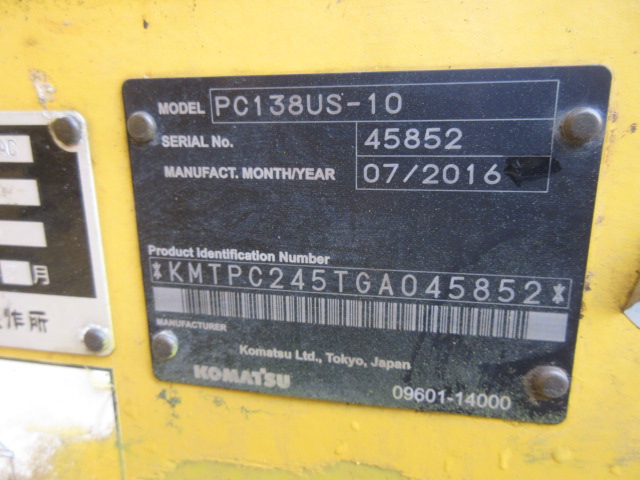 MODEL PC138US-10
SERIAL No. 45852
MANUFACT. MONTH/YEAR 07/2016
Product Identification Number
*KMTPC245TGA045852*
MANUFACTURER
Komatsu Ltd., Tokyo, Japan
KOMATSU
09601-14000
月
作所